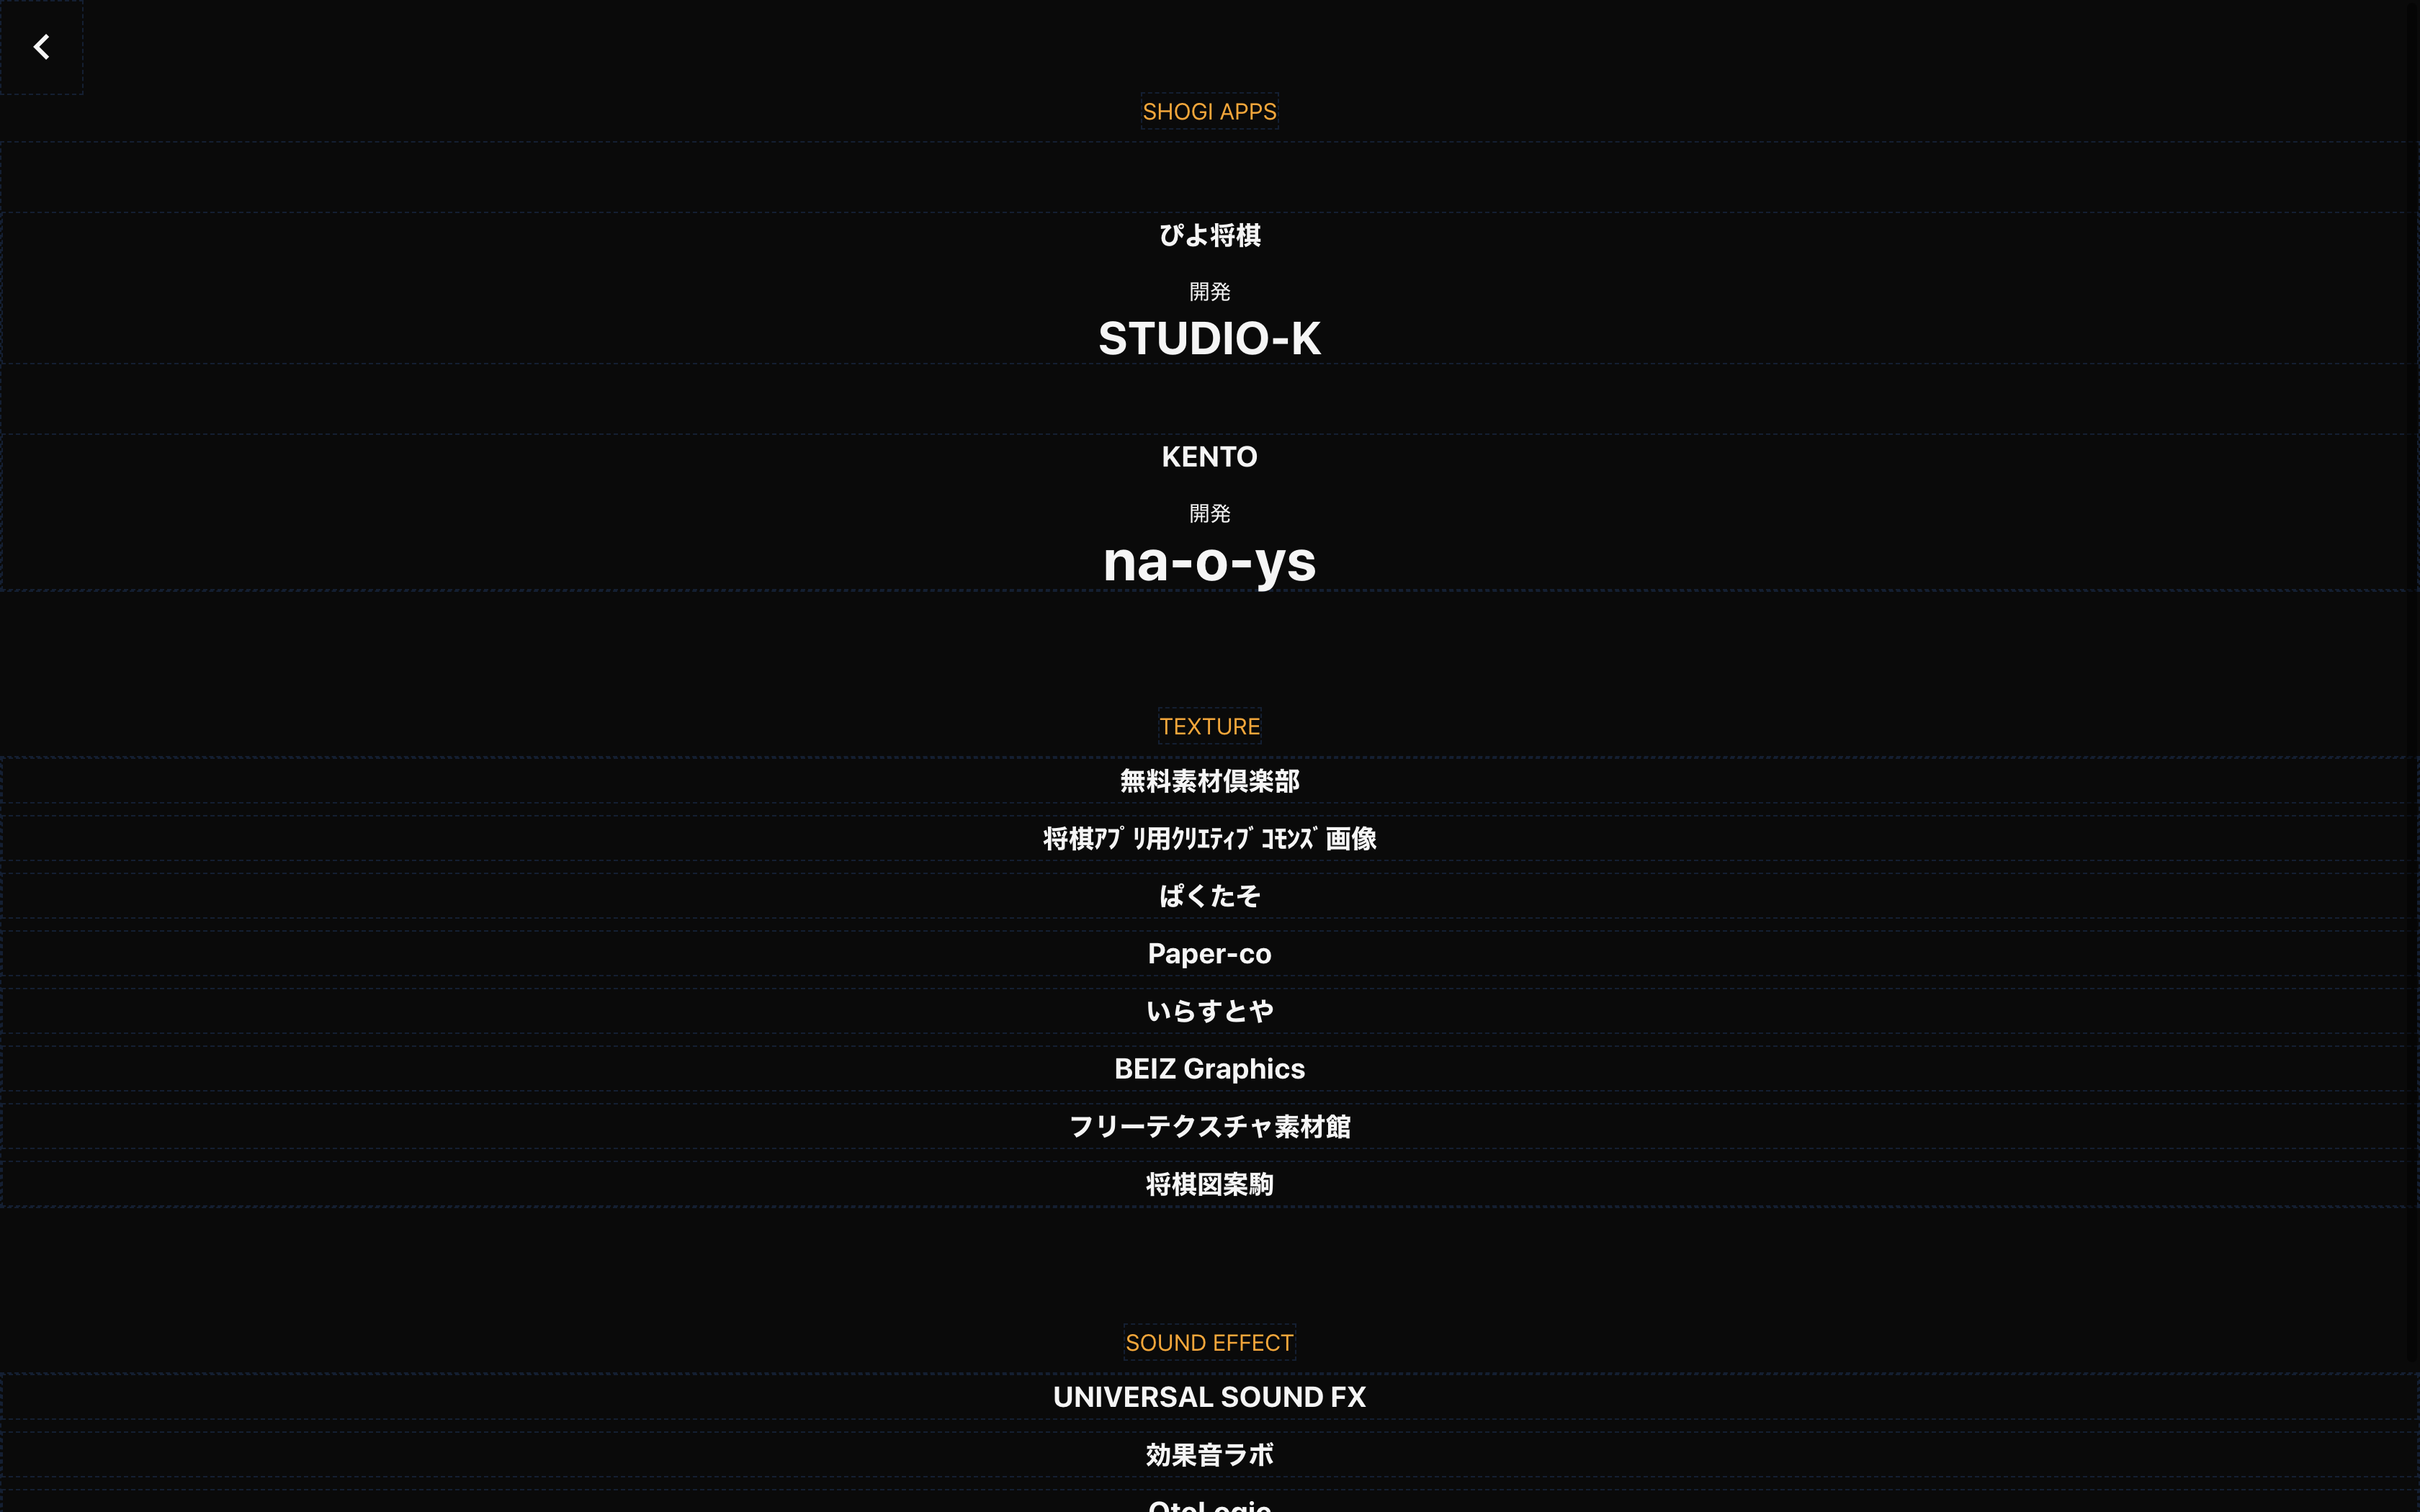 SHOGI APPS
ぴよ将棋
開発
STUDIO-K
KENTO
開発
na-o-ys
TEXTURE
無料素材倶楽部
将棋ｱﾌﾟﾘ用ｸﾘｴﾃｨﾌﾞｺﾓﾝｽﾞ画像
ぱくたそ
Paper-co
いらすとや
BEIZ Graphics
フリーテクスチャ素材館
将棋図案駒
SOUND EFFECT
UNIVERSAL SOUND FX
効果音ラボ